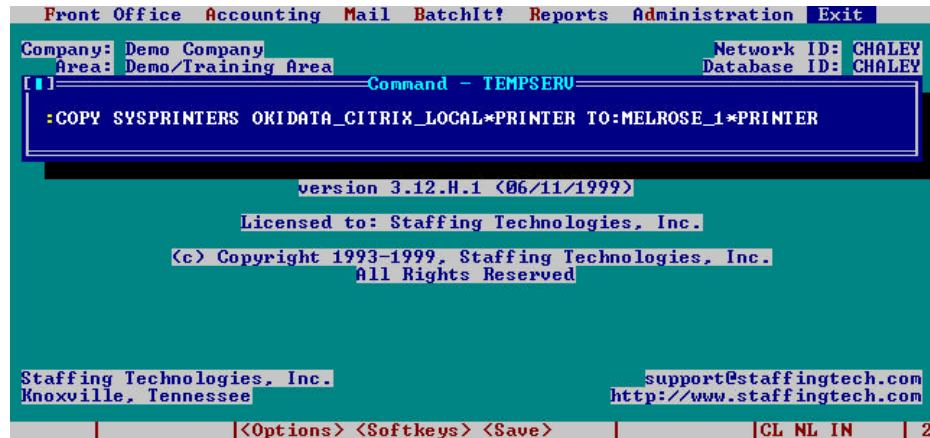 Front Office Accounting Mail BatchIt! Reports Administration Exit
Company: Demo Company Network ID: CHALEY
Area: Demo/Training Area Database ID: CHALEY
Command - TEMPSERV
:COPY SYSPRINTERS OKIDATA_CITRIX_LOCAL*PRINTER TO:MELROSE_1*PRINTER
version 3.12.H.1 (06/11/1999)
Licensed to: Staffing Technologies, Inc.
(c) Copyright 1993-1999, Staffing Technologies, Inc.
All Rights Reserved
Staffing Technologies, Inc. support@staffingtech.com
Knoxville, Tennessee http://www.staffingtech.com
<Options> <Softkeys> <Save> CL NL IN 2